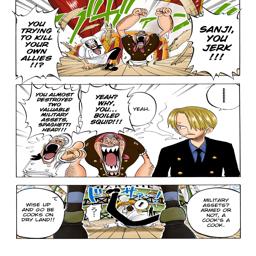 SANJI,
YOU
JERK
!!!
YOU
TRYING
TO KILL
YOUR
OWN
ALLIES
!!?
YEAH.
YEAH?
WHY,
YOU...
BOILED
SQUID!!!
YOU ALMOST
DESTROYED
TWO
VALUABLE
MILITARY
ASSETS,
SPAGHETTI
HEAD!!!
MILITARY
ASSETS?
ARMED OR
NOT, A
COOK'S
A COOK.
WISE UP
AND GO BE
COOKS ON
DRY LAND!!